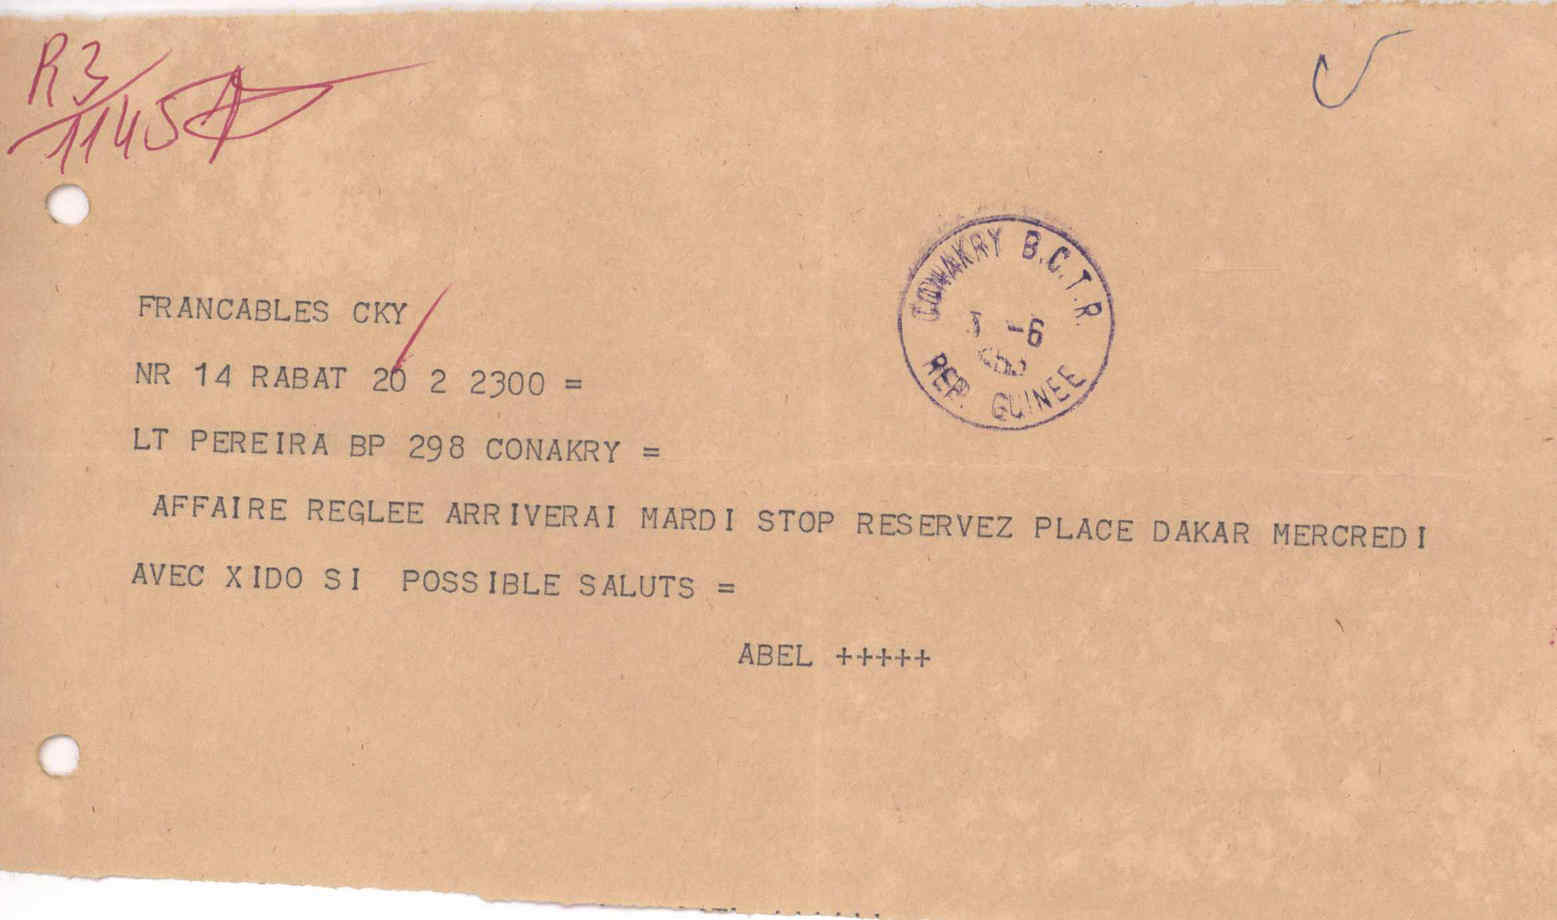 R3/1145
FRANCABLES CKY
NR 14 RABAT 20 2 2300 =
LT PEREIRA BP 298 CONAKRY =
AFFAIRE REGLEE ARRIVERAI MARDI STOP RESERVEZ PLACE DAKAR MERCREDI
AVEC XIDO SI POSSIBLE SALUTS =
ABEL +++++
CONAKRY B.C.T.R.
-6
REP. GUINEE